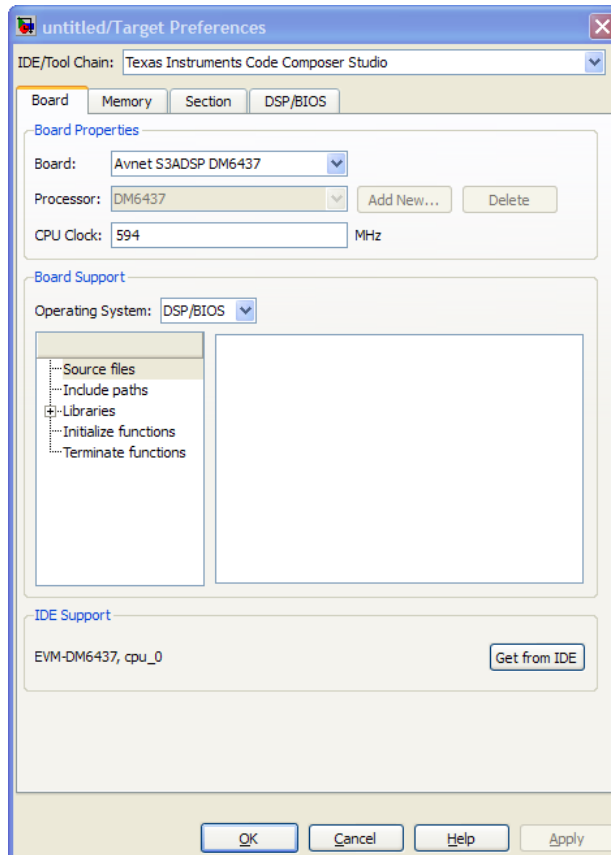 untitled/Target Preferences
IDE/Tool Chain: Texas Instruments Code Composer Studio
Board Memory Section DSP/BIOS
Board Properties
Board: Avnet S3ADSP DM6437
Processor: DM6437 Add New... Delete
CPU Clock: 594 MHz
Board Support
Operating System: DSP/BIOS
Source files
Include paths
Libraries
Initialize functions
Terminate functions
IDE Support
EVM-DM6437, cpu_0 Get from IDE
OK Cancel Help Apply